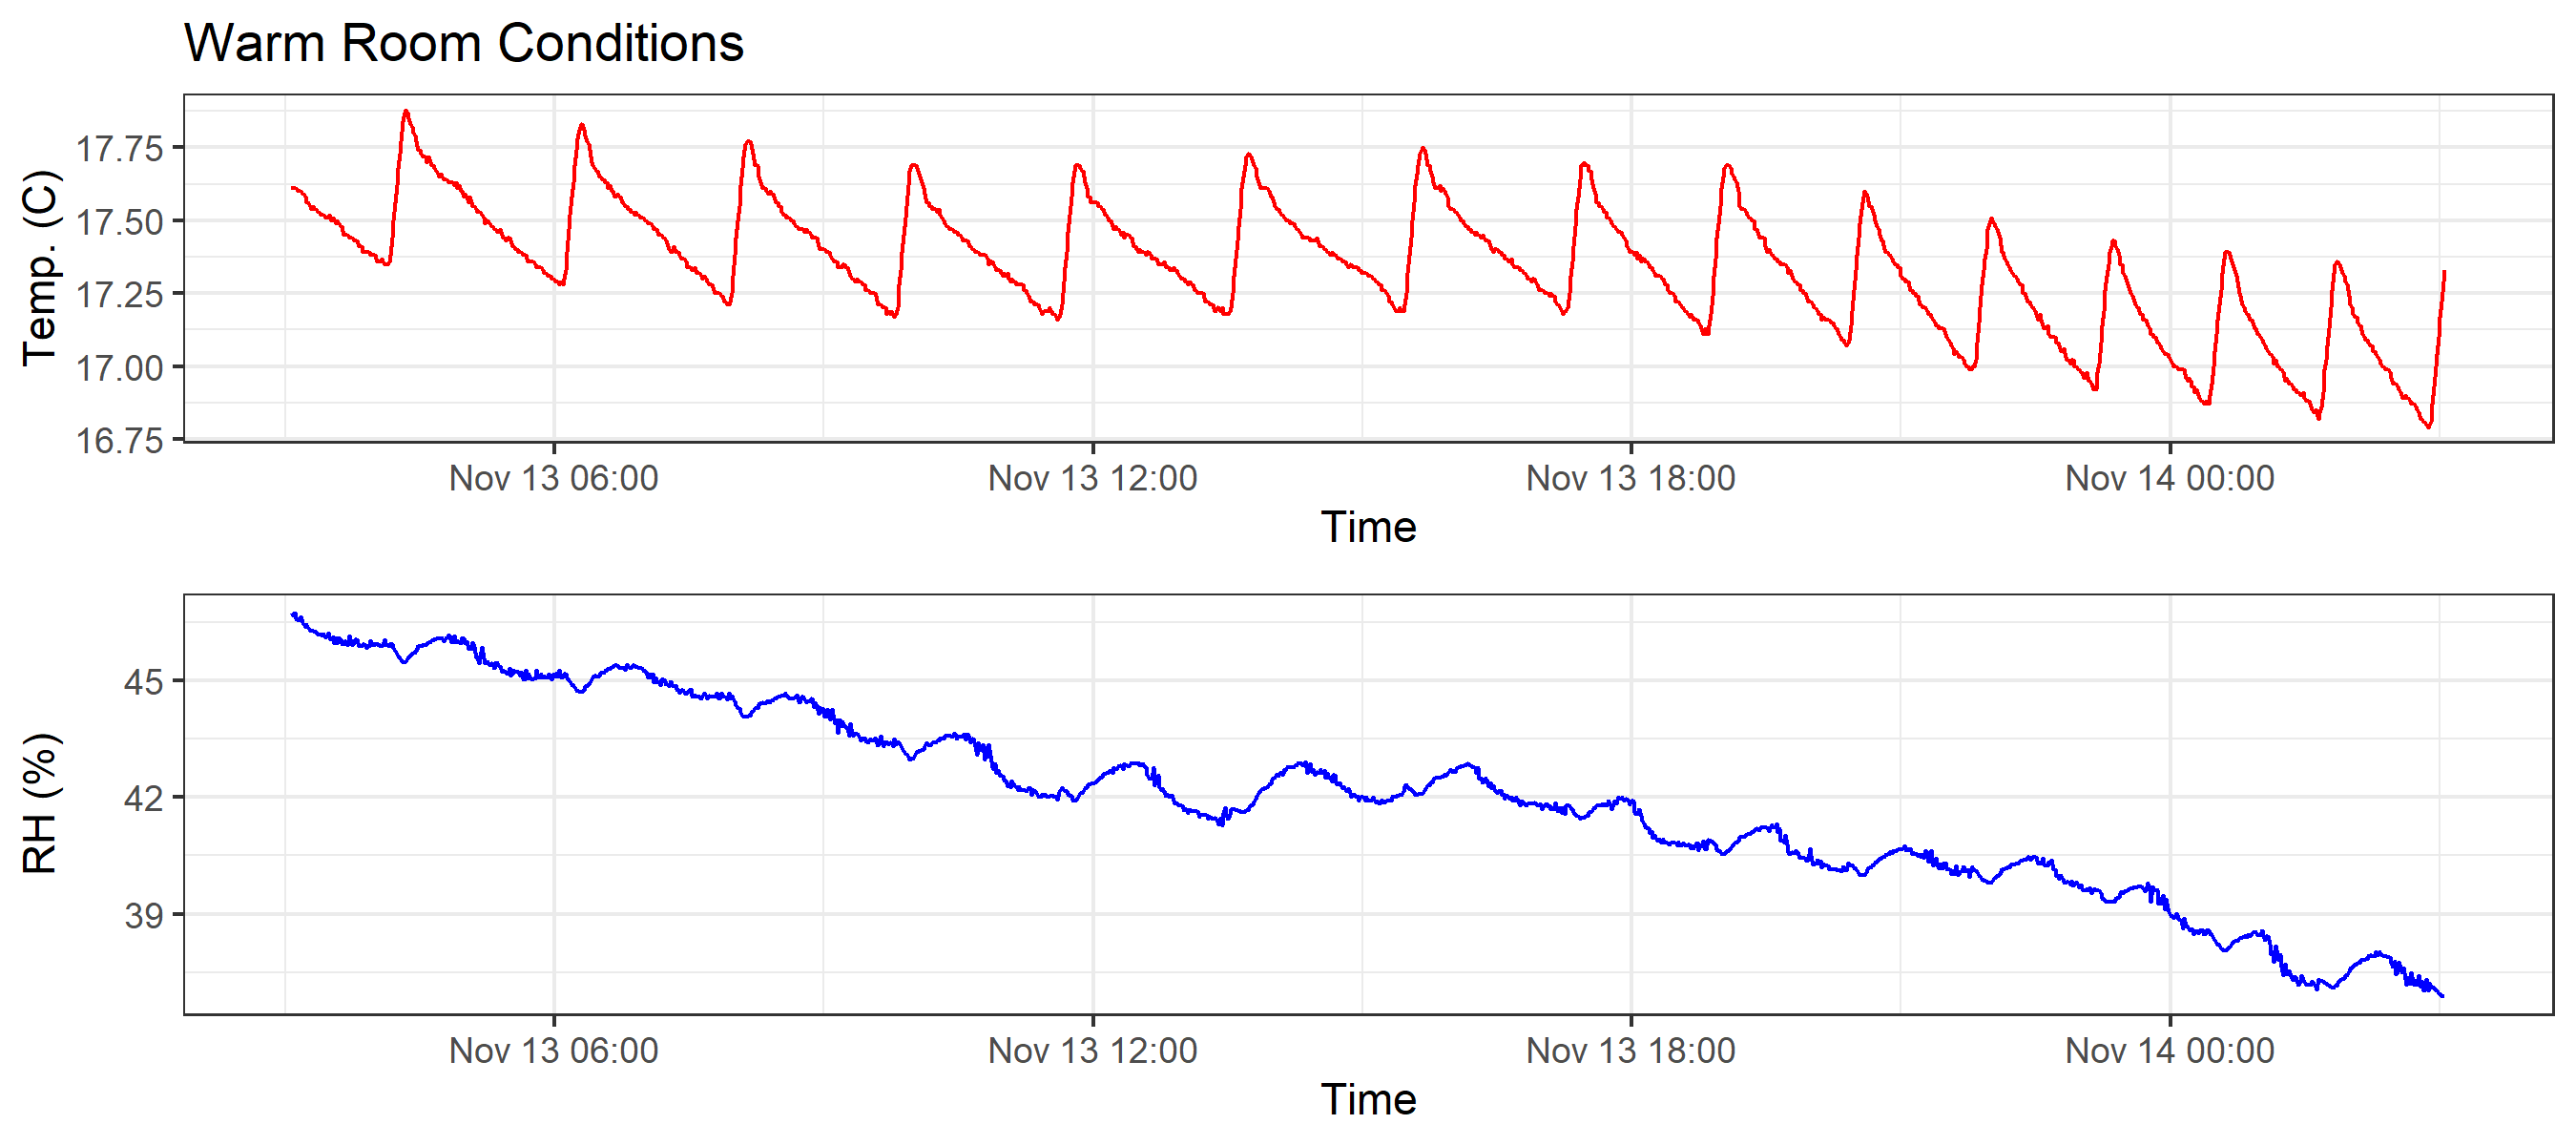 Warm Room Conditions
Temp. (C)
17.75
17.50
17.25
17.00
16.75
Nov 13 06:00 Nov 13 12:00 Nov 13 18:00 Nov 14 00:00
Time
RH (%)
45
42
39
Nov 13 06:00 Nov 13 12:00 Nov 13 18:00 Nov 14 00:00
Time